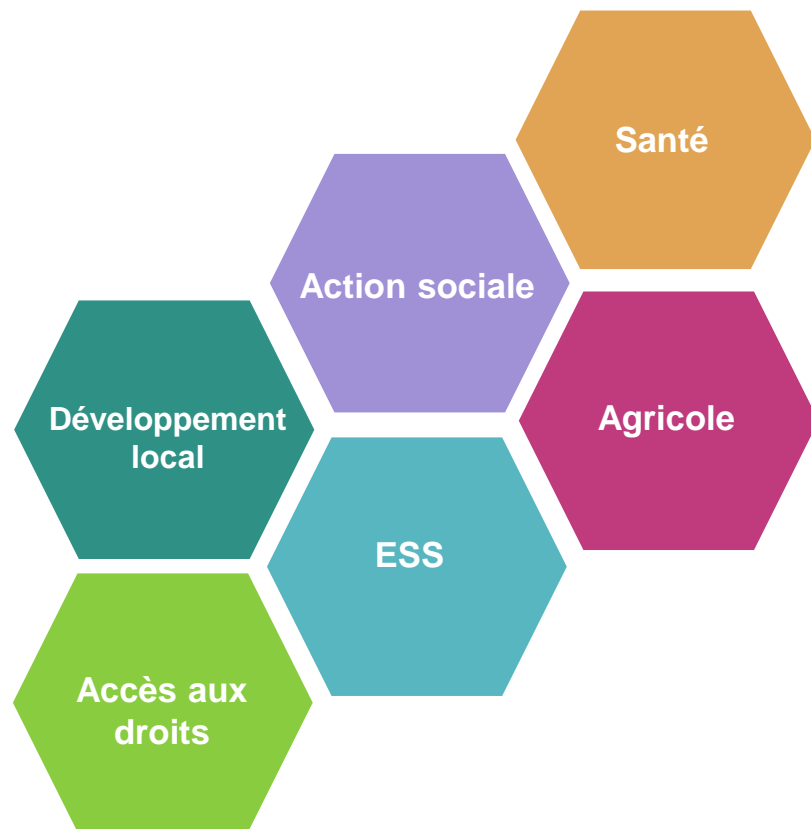 Santé
Action sociale
Développement
local
Agricole
ESS
Accès aux
droits